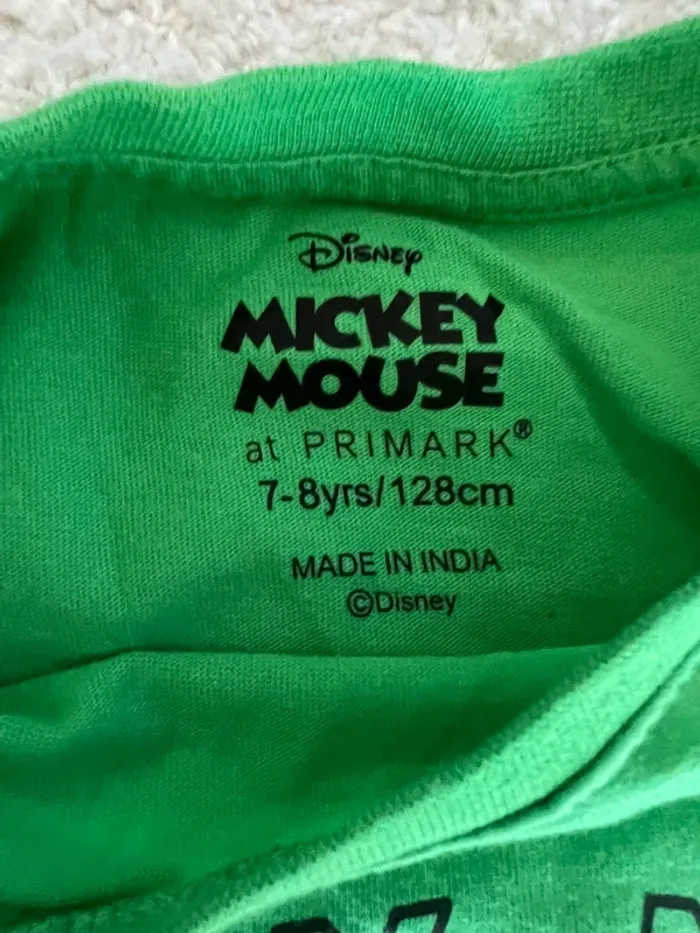 Disney
MICKEY
MOUSE
at PRIMARK®
7-8yrs/128cm
MADE IN INDIA
©Disney